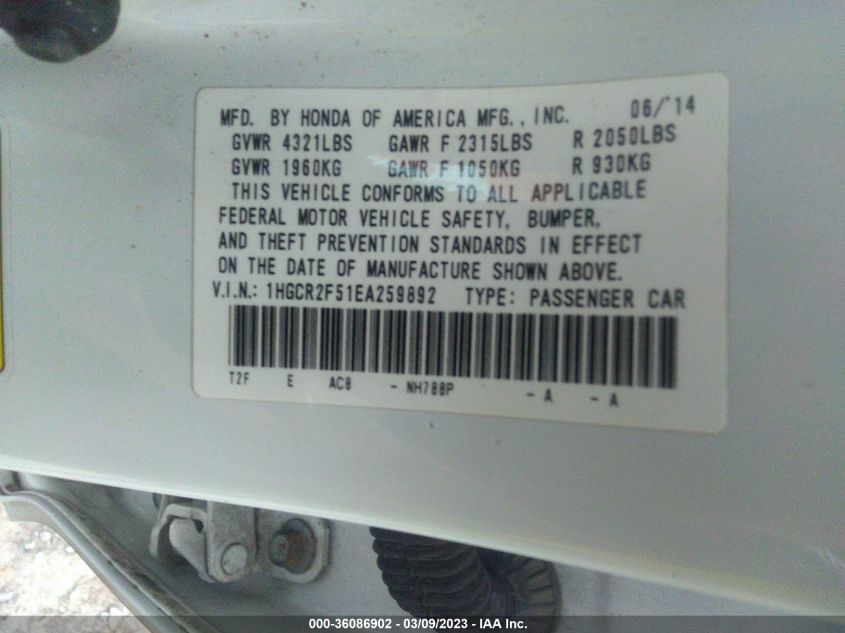 MFD. BY HONDA OF AMERICA MFG., INC. 06/'14
GVWR 4321LBS GAWR F 2315LBS R 2050LBS
GVWR 1960KG GAWR F 1050KG R 930KG
THIS VEHICLE CONFORMS TO ALL APPLICABLE
FEDERAL MOTOR VEHICLE SAFETY, BUMPER,
AND THEFT PREVENTION STANDARDS IN EFFECT
ON THE DATE OF MANUFACTURE SHOWN ABOVE.
V.I.N.: 1HGCR2F51EA259892 TYPE: PASSENGER CAR
T2F E AC8 - NH788P - A - A
000-36086902 - 03/09/2023 - IAA Inc.